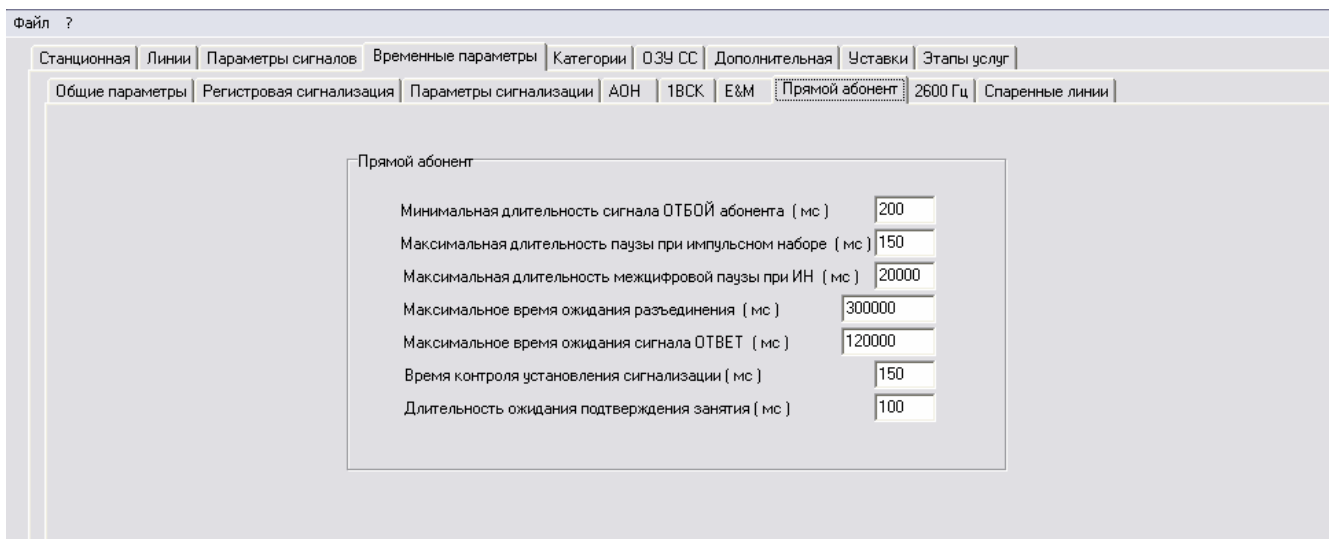 Файл ?
Станционная Линии Параметры сигналов Временные параметры Категории ОЗУ СС Дополнительная Уставки Этапы услуг
Общие параметры Регистровая сигнализация Параметры сигнализации АОН 1ВСК E&M Прямой абонент 2600 Гц Спаренные линии
Прямой абонент
Минимальная длительность сигнала ОТБОЙ абонента ( мс ) 200
Максимальная длительность паузы при импульсном наборе ( мс ) 150
Максимальная длительность межцифровой паузы при ИН ( мс ) 20000
Максимальное время ожидания разъединения ( мс ) 300000
Максимальное время ожидания сигнала ОТВЕТ ( мс ) 120000
Время контроля установления сигнализации ( мс ) 150
Длительность ожидания подтверждения занятия ( мс ) 100